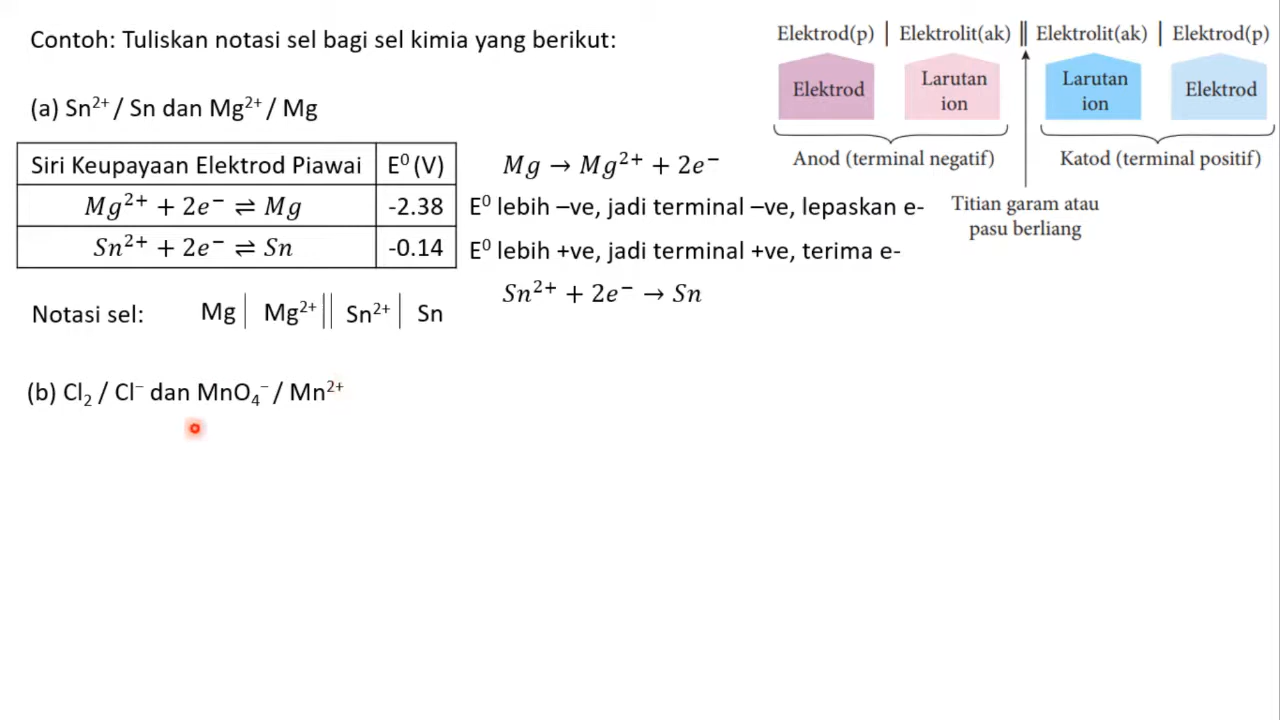 Contoh: Tuliskan notasi sel bagi sel kimia yang berikut:
Elektrod(p) | Elektrolit(ak) || Elektrolit(ak) | Elektrod(p)
Elektrod
Larutan
ion
Larutan
ion
Elektrod
Anod (terminal negatif)
Katod (terminal positif)
Titian garam atau
pasu berliang
(a) Sn²⁺ / Sn dan Mg²⁺ / Mg
Siri Keupayaan Elektrod Piawai E⁰ (V)
Mg²⁺ + 2e⁻ ⇌ Mg -2.38
Sn²⁺ + 2e⁻ ⇌ Sn -0.14
Mg → Mg²⁺ + 2e⁻
E⁰ lebih –ve, jadi terminal –ve, lepaskan e-
E⁰ lebih +ve, jadi terminal +ve, terima e-
Sn²⁺ + 2e⁻ → Sn
Notasi sel: Mg | Mg²⁺ || Sn²⁺ | Sn
(b) Cl₂ / Cl⁻ dan MnO₄⁻ / Mn²⁺